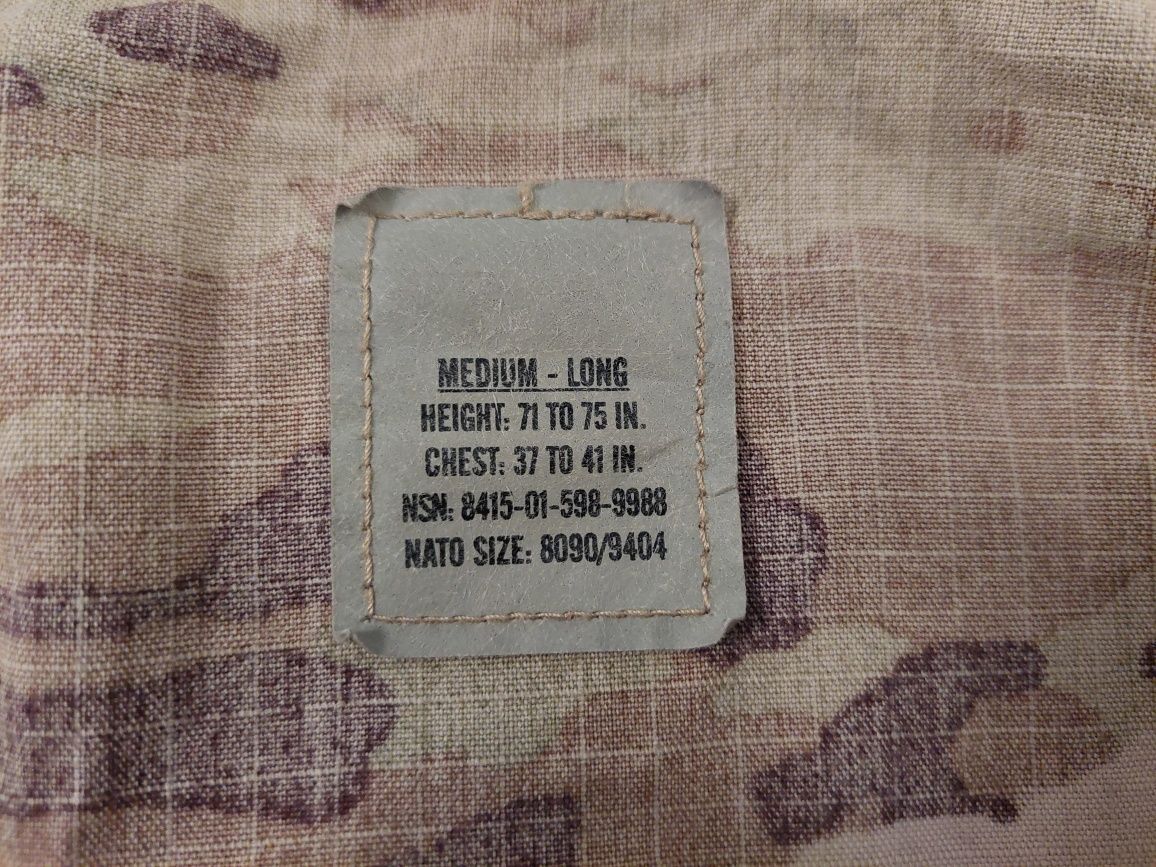 MEDIUM - LONG
HEIGHT: 71 TO 75 IN.
CHEST: 37 TO 41 IN.
NSN: 8415-01-598-9988
NATO SIZE: 8090/9404